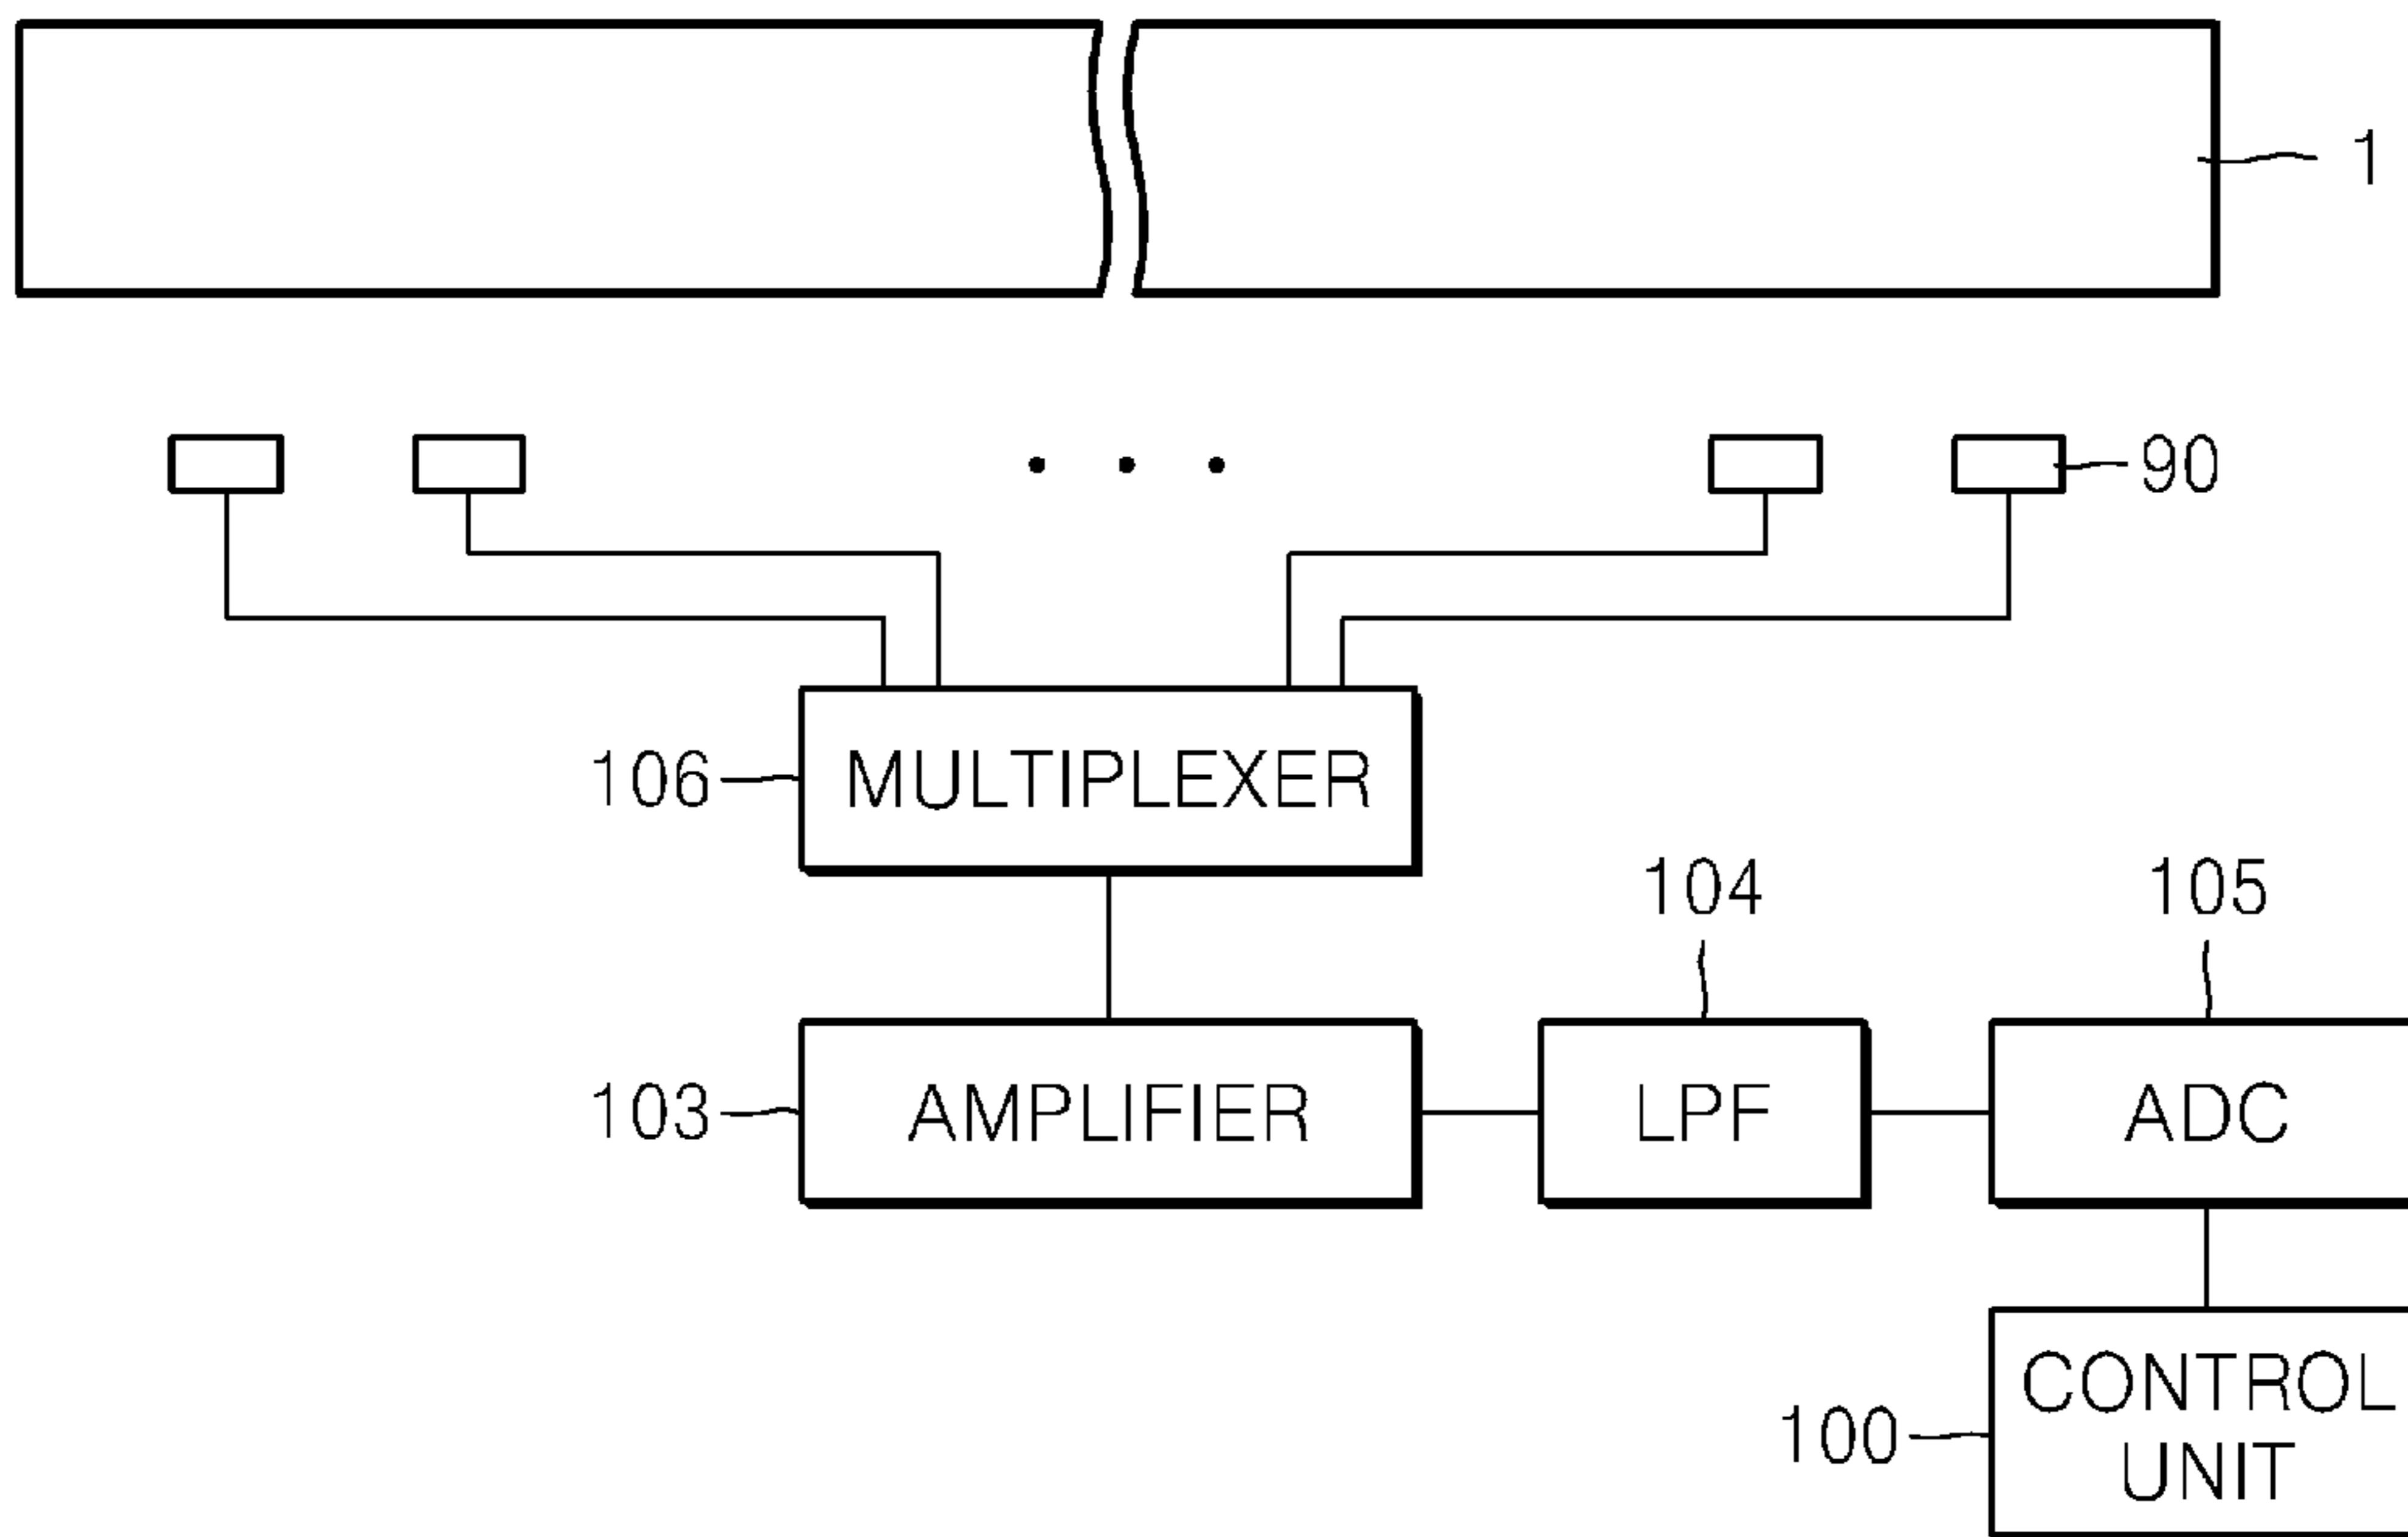 1
90
106
MULTIPLEXER
104
105
103
AMPLIFIER
LPF
ADC
100
CONTROL
UNIT